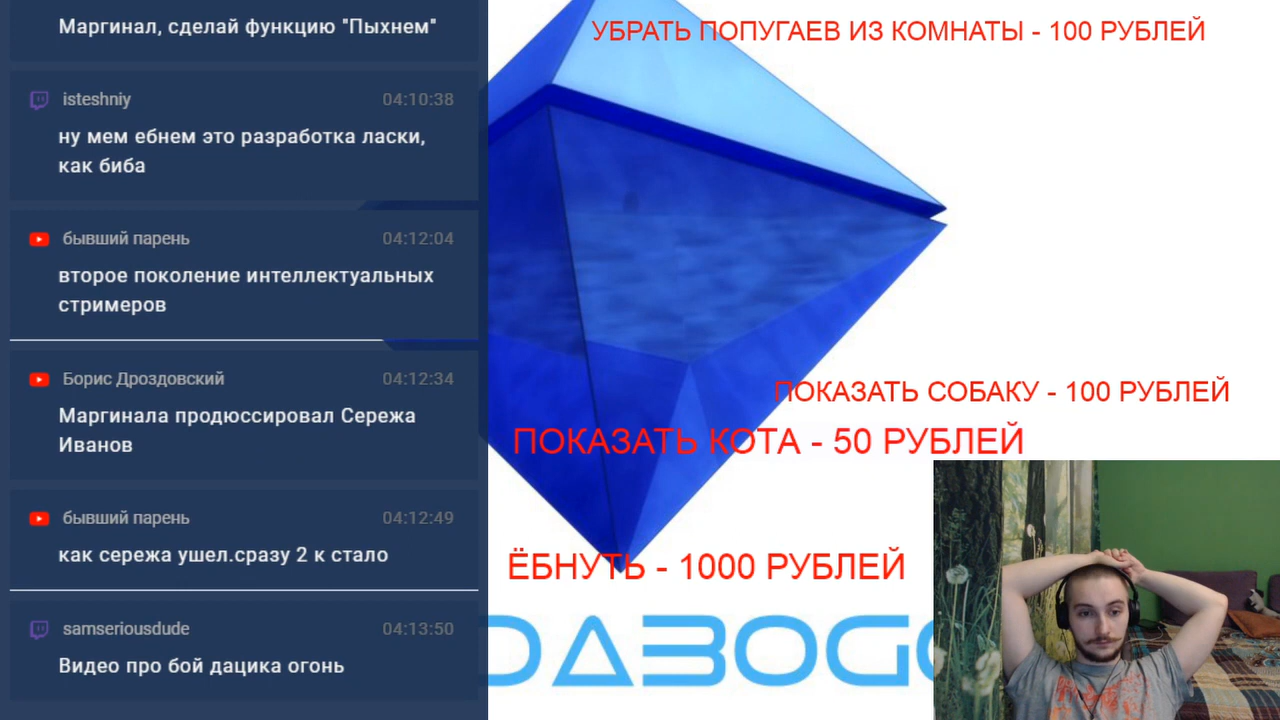 Маргинал, сделай функцию "Пыхнем"
isteshniy 04:10:38
ну мем ебнем это разработка ласки,
как биба
бывший парень 04:12:04
второе поколение интеллектуальных
стримеров
Борис Дроздовский 04:12:34
Маргинала продюссировал Сережа
Иванов
бывший парень 04:12:49
как сережа ушел.сразу 2 к стало
samseriousdude 04:13:50
Видео про бой дацика огонь
УБРАТЬ ПОПУГАЕВ ИЗ КОМНАТЫ - 100 РУБЛЕЙ
ПОКАЗАТЬ СОБАКУ - 100 РУБЛЕЙ
ПОКАЗАТЬ КОТА - 50 РУБЛЕЙ
ЁБНУТЬ - 1000 РУБЛЕЙ